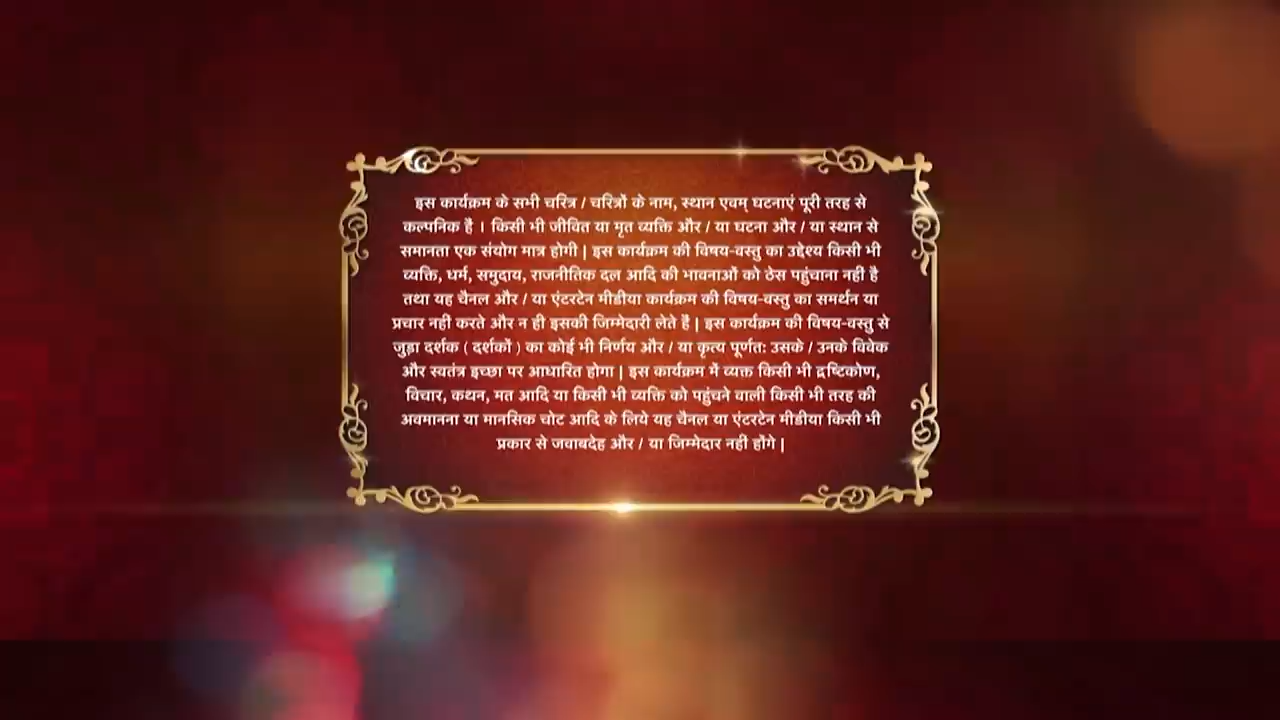 इस कार्यक्रम के सभी चरित्र / चरित्रों के नाम, स्थान एवम् घटनाएं पूरी तरह से
कल्पनिक हैं । किसी भी जीवित या मृत व्यक्ति और / या घटना और / या स्थान से
समानता एक संयोग मात्र होगी | इस कार्यक्रम की विषय-वस्तु का उद्देश्य किसी भी
व्यक्ति, धर्म, समुदाय, राजनीतिक दल आदि की भावनाओं को ठेस पहुंचाना नही है
तथा यह चैनल और / या एंटरटेन मीडीया कार्यक्रम की विषय-वस्तु का समर्थन या
प्रचार नहीं करते और न ही इसकी जिम्मेदारी लेते हैं | इस कार्यक्रम की विषय-वस्तु से
जुड़ा दर्शक ( दर्शकों ) का कोई भी निर्णय और / या कृत्य पूर्णत: उसके / उनके विवेक
और स्वतंत्र इच्छा पर आधारित होगा | इस कार्यक्रम में व्यक्त किसी भी द्रष्टिकोण,
विचार, कथन, मत आदि या किसी भी व्यक्ति को पहुंचने वाली किसी भी तरह की
अवमानना या मानसिक चोट आदि के लिये यह चैनल या एंटरटेन मीडीया किसी भी
प्रकार से जवाबदेह और / या जिम्मेदार नहीं होंगे |